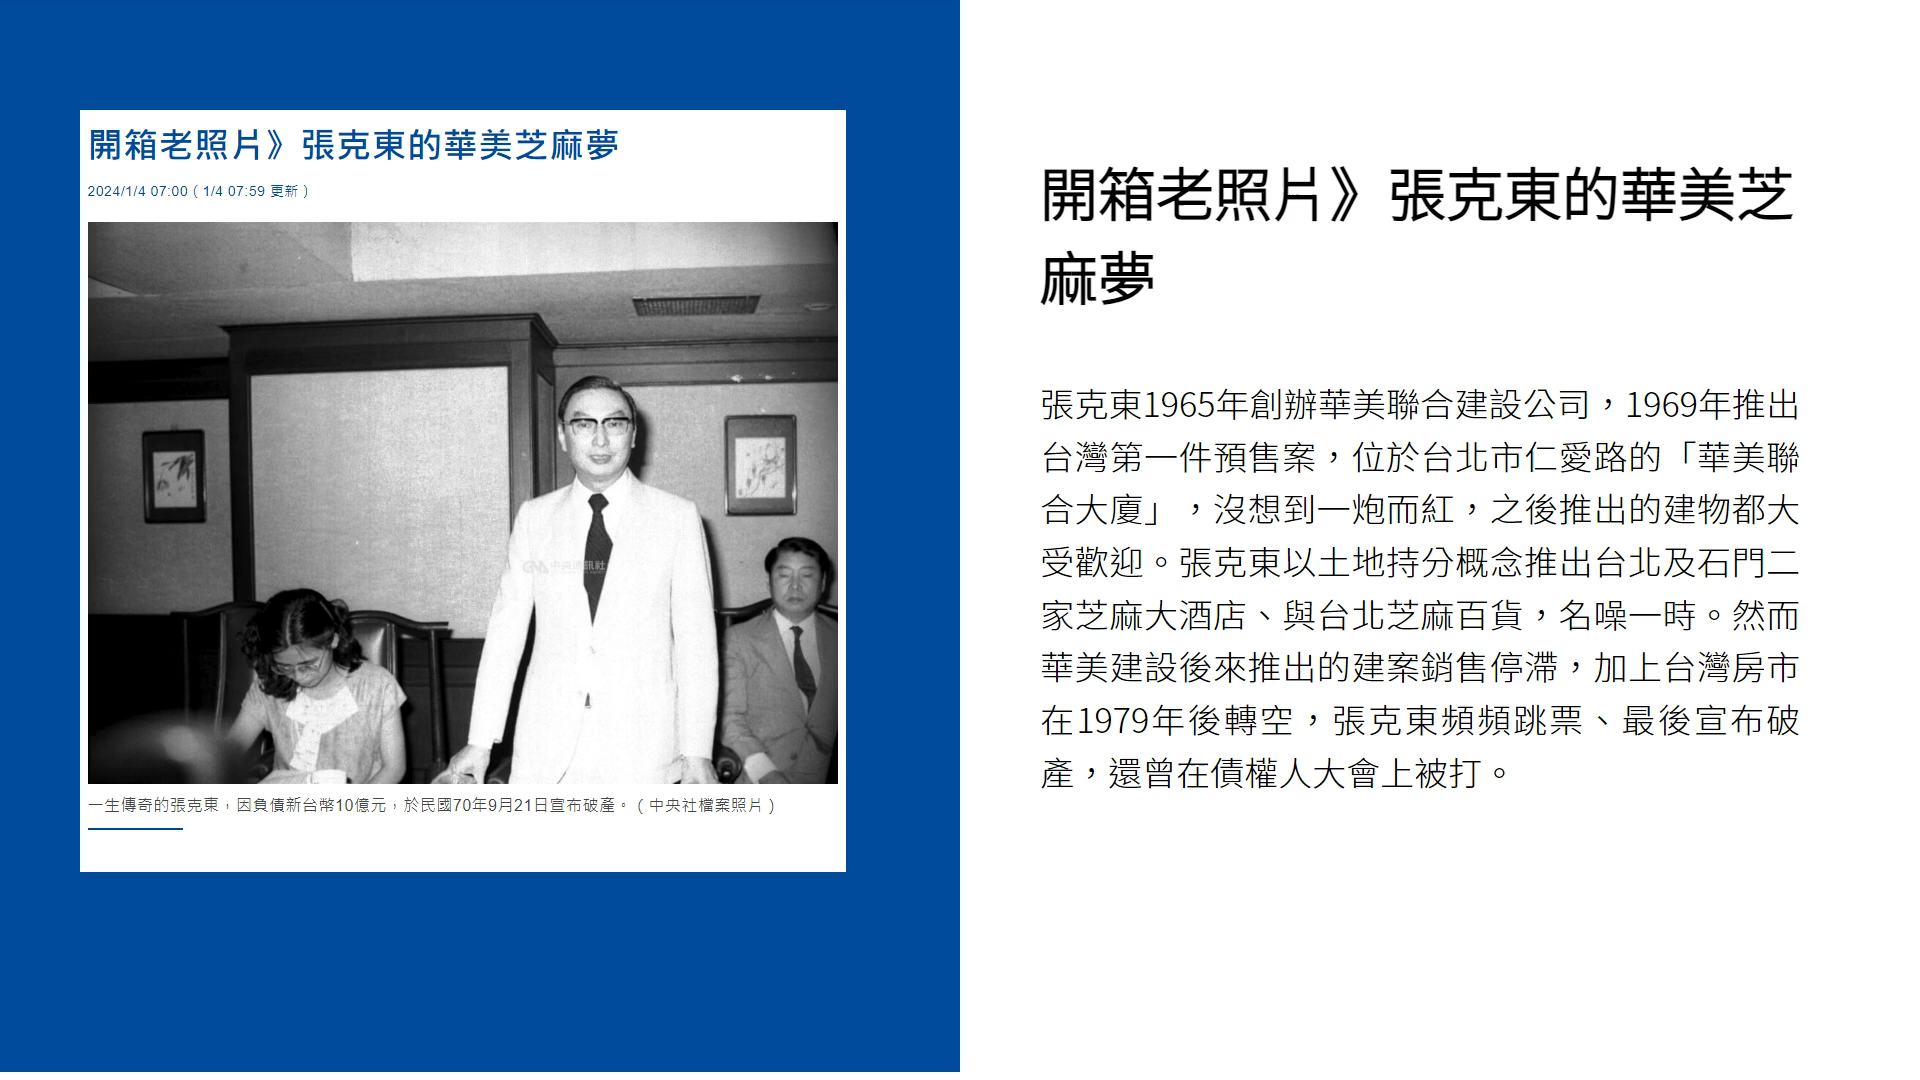 開箱老照片》張克東的華美芝麻夢
2024/1/4 07:00（1/4 07:59 更新）
CNA 中央通訊社
一生傳奇的張克東，因負債新台幣10億元，於民國70年9月21日宣布破產。（中央社檔案照片）
開箱老照片》張克東的華美芝
麻夢
張克東1965年創辦華美聯合建設公司，1969年推出
台灣第一件預售案，位於台北市仁愛路的「華美聯
合大廈」，沒想到一炮而紅，之後推出的建物都大
受歡迎。張克東以土地持分概念推出台北及石門二
家芝麻大酒店、與台北芝麻百貨，名噪一時。然而
華美建設後來推出的建案銷售停滯，加上台灣房市
在1979年後轉空，張克東頻頻跳票、最後宣布破
產，還曾在債權人大會上被打。